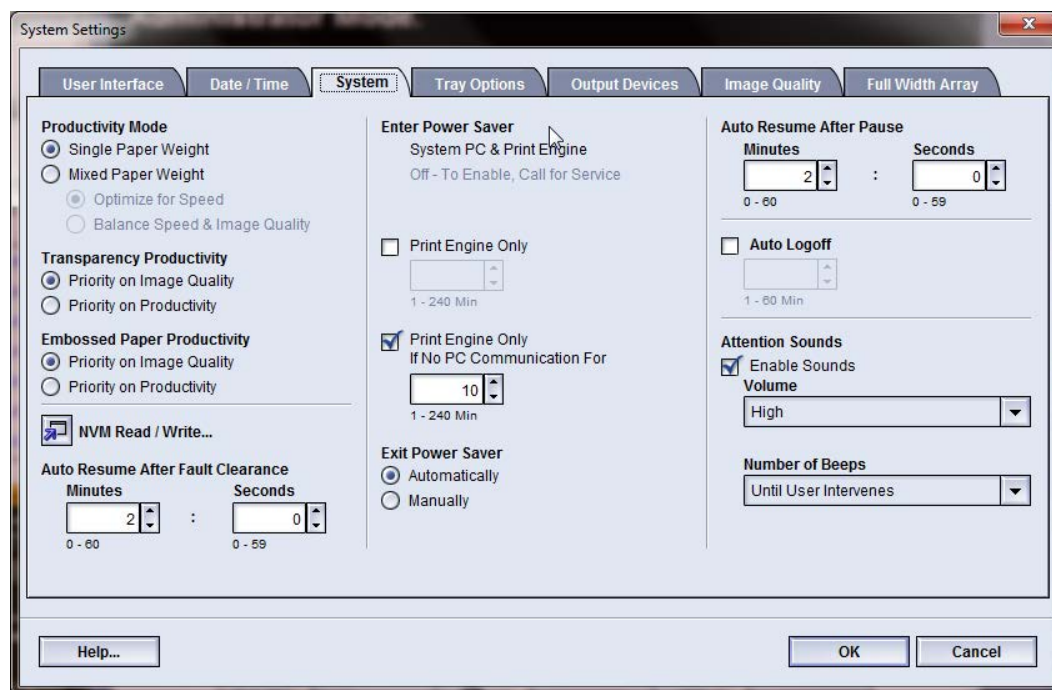 System Settings
User Interface
Date / Time
System
Tray Options
Output Devices
Image Quality
Full Width Array
Productivity Mode
Single Paper Weight
Mixed Paper Weight
Optimize for Speed
Balance Speed & Image Quality
Transparency Productivity
Priority on Image Quality
Priority on Productivity
Embossed Paper Productivity
Priority on Image Quality
Priority on Productivity
NVM Read / Write...
Auto Resume After Fault Clearance
Minutes Seconds
2 : 0
0 - 60 0 - 59
Enter Power Saver
System PC & Print Engine
Off - To Enable, Call for Service
Print Engine Only
1 - 240 Min
Print Engine Only
If No PC Communication For
10
1 - 240 Min
Exit Power Saver
Automatically
Manually
Auto Resume After Pause
Minutes Seconds
2 : 0
0 - 60 0 - 59
Auto Logoff
1 - 60 Min
Attention Sounds
Enable Sounds
Volume
High
Number of Beeps
Until User Intervenes
Help...
OK
Cancel